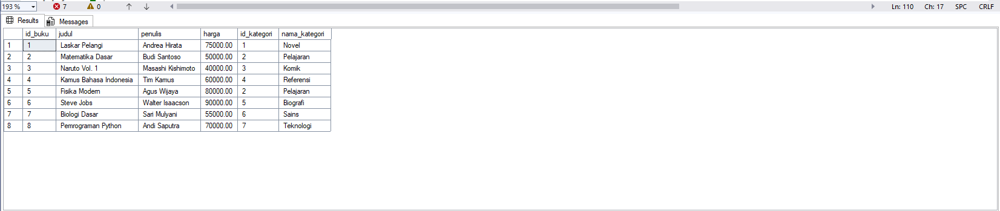 193 % 7 0 Ln: 110 Ch: 17 SPC CRLF
Results Messages
id_buku judul penulis harga id_kategori nama_kategori
1 1 Laskar Pelangi Andrea Hirata 75000.00 1 Novel
2 2 Matematika Dasar Budi Santoso 50000.00 2 Pelajaran
3 3 Naruto Vol. 1 Masashi Kishimoto 40000.00 3 Komik
4 4 Kamus Bahasa Indonesia Tim Kamus 60000.00 4 Referensi
5 5 Fisika Modern Agus Wijaya 80000.00 2 Pelajaran
6 6 Steve Jobs Walter Isaacson 90000.00 5 Biografi
7 7 Biologi Dasar Sari Mulyani 55000.00 6 Sains
8 8 Pemrograman Python Andi Saputra 70000.00 7 Teknologi